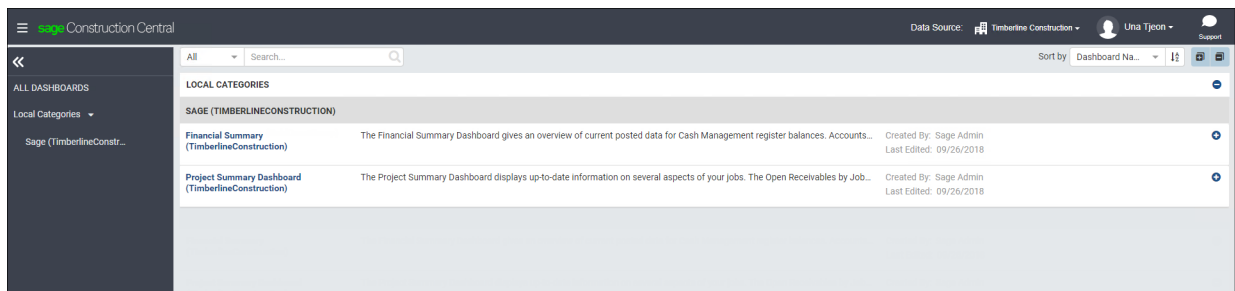 sage Construction Central
Data Source: Timberline Construction
Una Tjeon
Support
All
Search...
Sort by Dashboard Na...
ALL DASHBOARDS
Local Categories
Sage (TimberlineConstr...
LOCAL CATEGORIES
SAGE (TIMBERLINECONSTRUCTION)
Financial Summary
(TimberlineConstruction)
The Financial Summary Dashboard gives an overview of current posted data for Cash Management register balances. Accounts...
Created By: Sage Admin
Last Edited: 09/26/2018
Project Summary Dashboard
(TimberlineConstruction)
The Project Summary Dashboard displays up-to-date information on several aspects of your jobs. The Open Receivables by Job...
Created By: Sage Admin
Last Edited: 09/26/2018